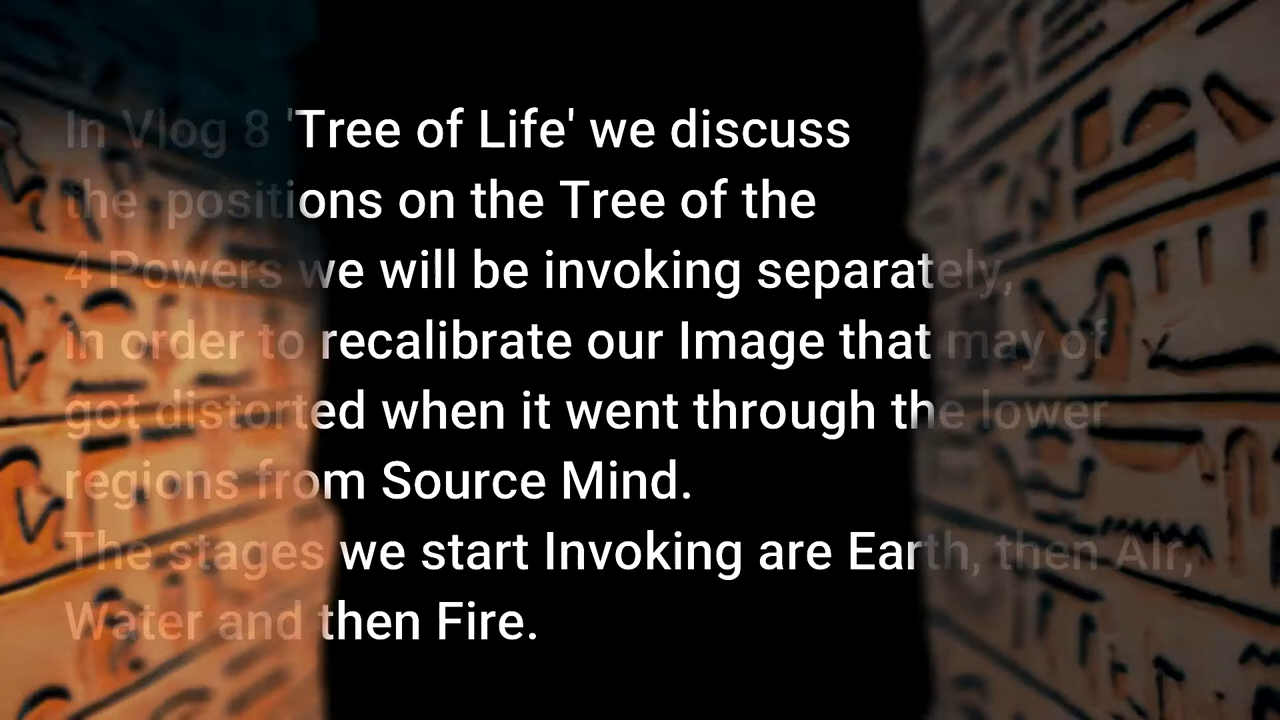 In Vlog 8 'Tree of Life' we discuss
the positions on the Tree of the
4 Powers we will be invoking separately,
in order to recalibrate our Image that may of
got distorted when it went through the lower
regions from Source Mind.
The stages we start Invoking are Earth, then AIr,
Water and then Fire.